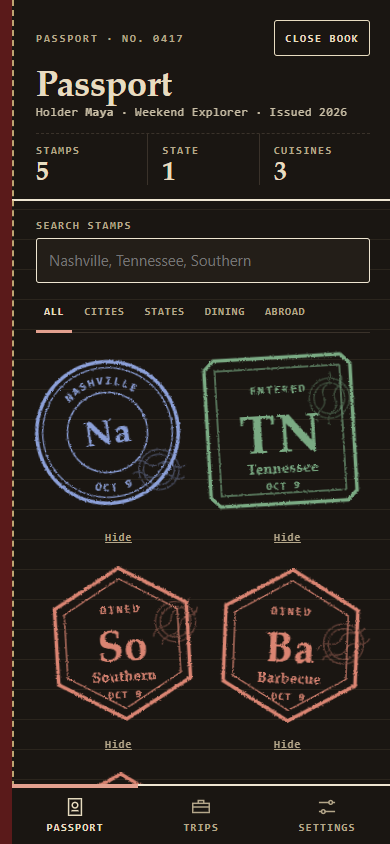 PASSPORT · NO. 0417
CLOSE BOOK
Passport
Holder Maya · Weekend Explorer · Issued 2026
STAMPS
STATE
CUISINES
5
1
3
SEARCH STAMPS
Nashville, Tennessee, Southern
ALL CITIES STATES DINING ABROAD
NASHVILLE
Na
OCT 9
ENTERED
TN
Tennessee
OCT 9
Hide
Hide
DINED
So
Southern
OCT 9
DINED
Ba
Barbecue
OCT 9
Hide
Hide
PASSPORT
TRIPS
SETTINGS